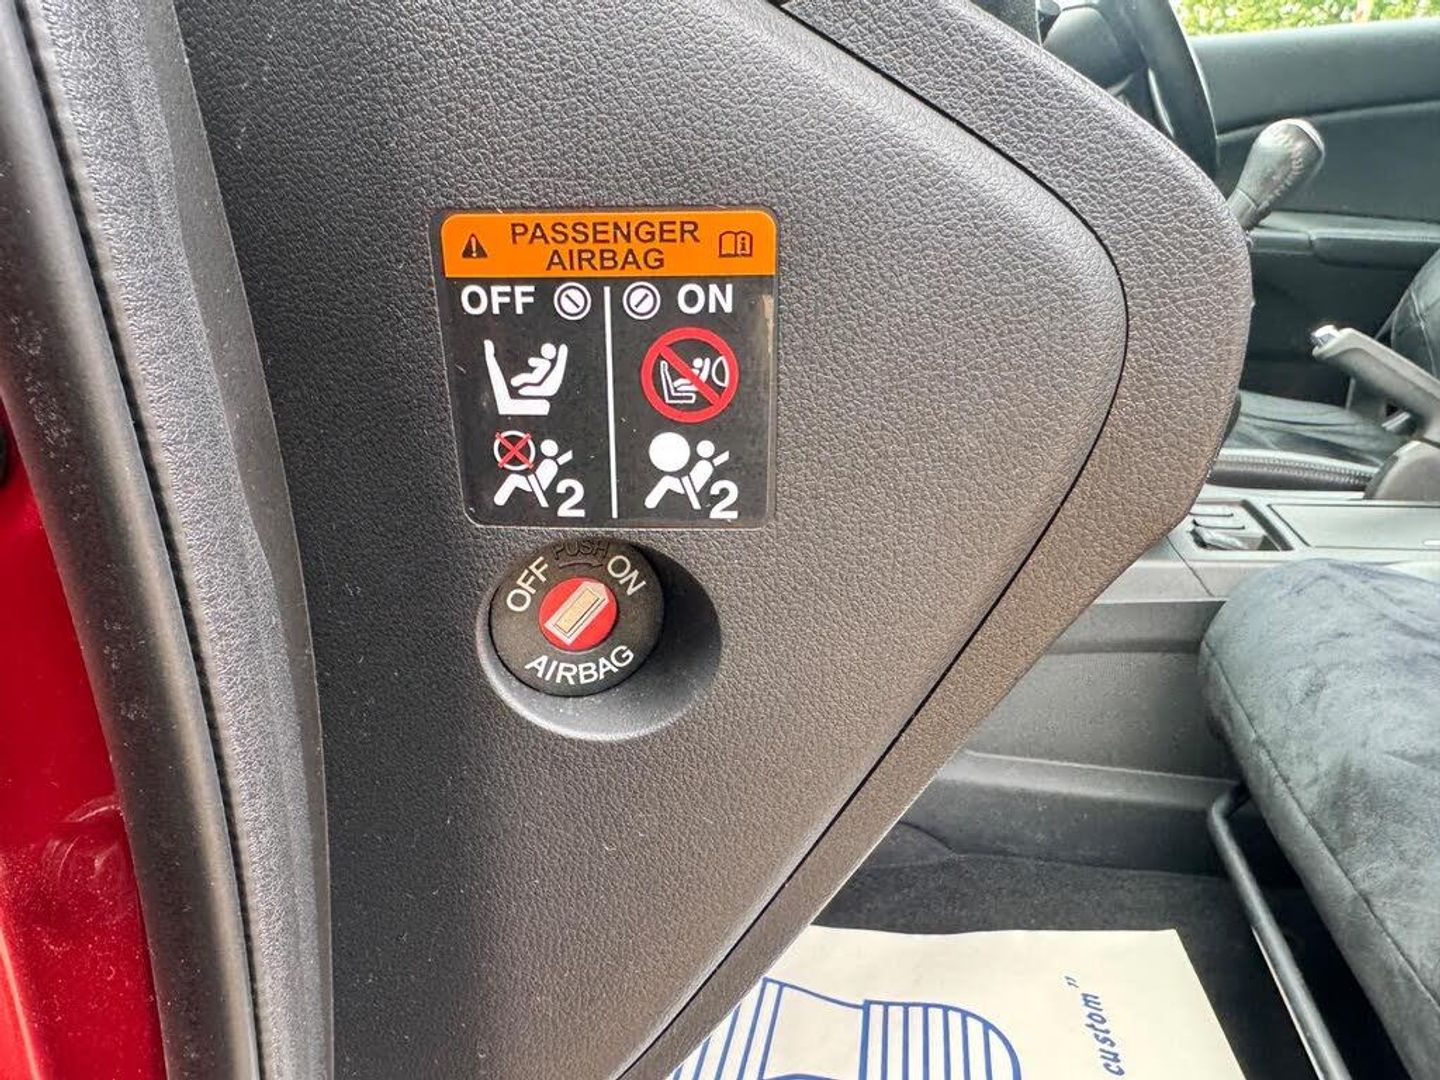 PASSENGER
AIRBAG
OFF ON
2 2
PUSH
OFF ON
AIRBAG
custom"